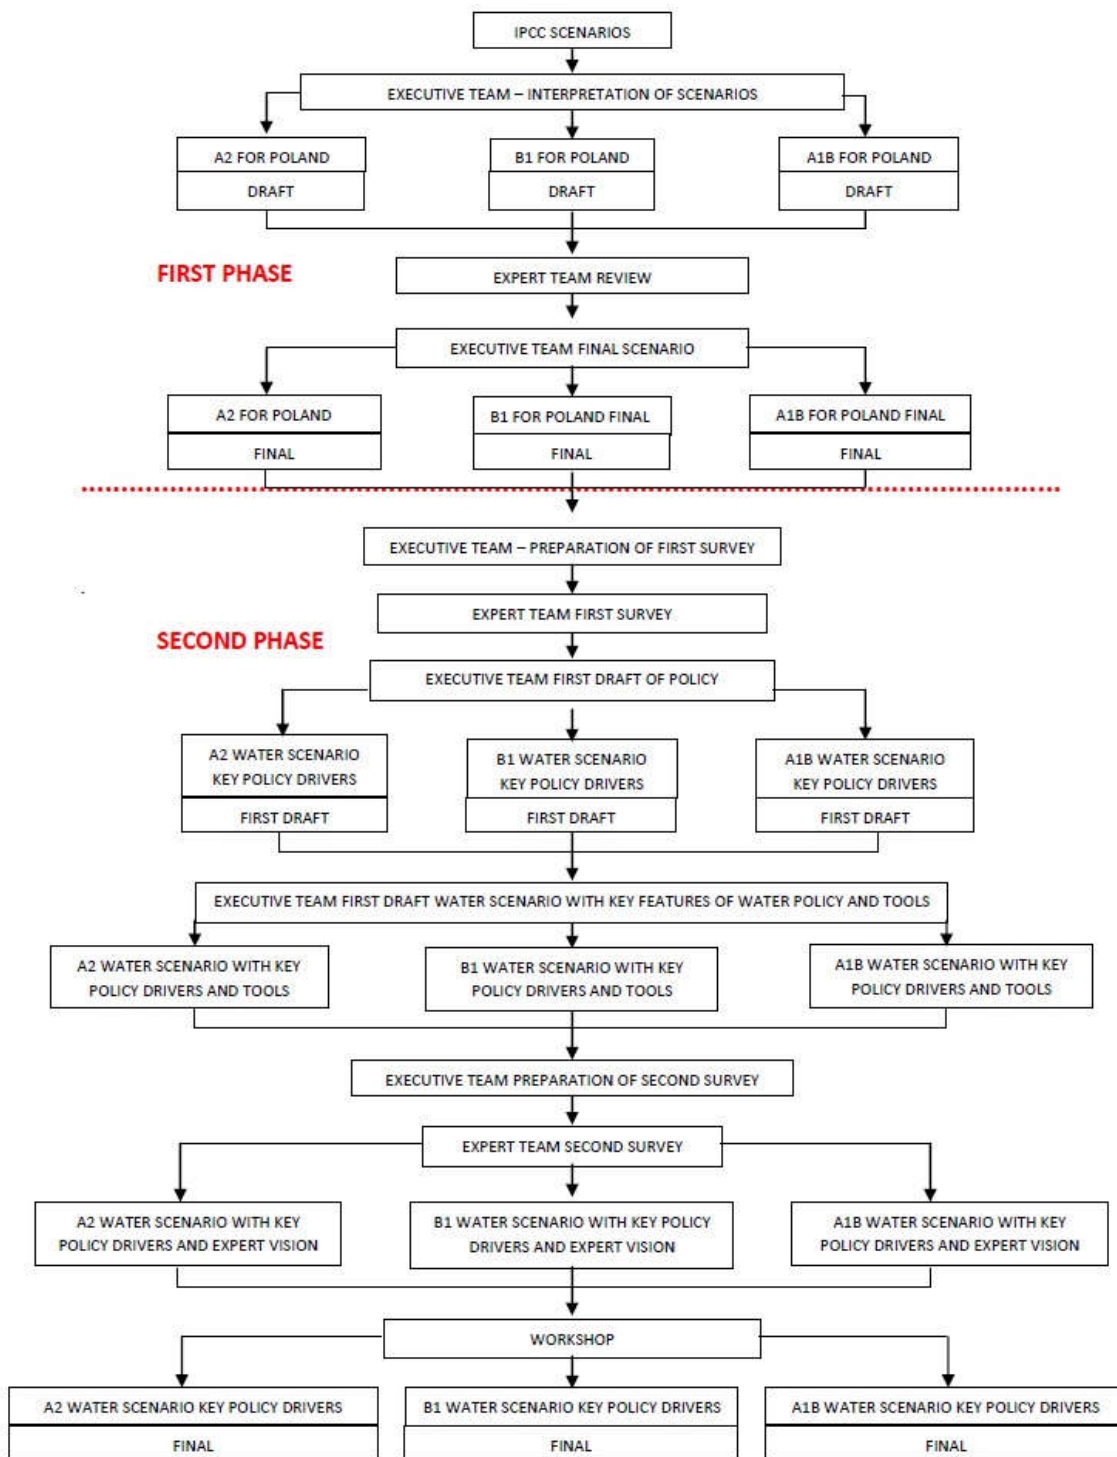 IPCC SCENARIOS
EXECUTIVE TEAM – INTERPRETATION OF SCENARIOS
A2 FOR POLAND
DRAFT
B1 FOR POLAND
DRAFT
A1B FOR POLAND
DRAFT
FIRST PHASE
EXPERT TEAM REVIEW
EXECUTIVE TEAM FINAL SCENARIO
A2 FOR POLAND
FINAL
B1 FOR POLAND FINAL
FINAL
A1B FOR POLAND FINAL
FINAL
EXECUTIVE TEAM – PREPARATION OF FIRST SURVEY
EXPERT TEAM FIRST SURVEY
SECOND PHASE
EXECUTIVE TEAM FIRST DRAFT OF POLICY
A2 WATER SCENARIO
KEY POLICY DRIVERS
FIRST DRAFT
B1 WATER SCENARIO
KEY POLICY DRIVERS
FIRST DRAFT
A1B WATER SCENARIO
KEY POLICY DRIVERS
FIRST DRAFT
EXECUTIVE TEAM FIRST DRAFT WATER SCENARIO WITH KEY FEATURES OF WATER POLICY AND TOOLS
A2 WATER SCENARIO WITH KEY
POLICY DRIVERS AND TOOLS
B1 WATER SCENARIO WITH KEY
POLICY DRIVERS AND TOOLS
A1B WATER SCENARIO WITH KEY
POLICY DRIVERS AND TOOLS
EXECUTIVE TEAM PREPARATION OF SECOND SURVEY
EXPERT TEAM SECOND SURVEY
A2 WATER SCENARIO WITH KEY
POLICY DRIVERS AND EXPERT VISION
B1 WATER SCENARIO WITH KEY POLICY
DRIVERS AND EXPERT VISION
A1B WATER SCENARIO WITH KEY
POLICY DRIVERS AND EXPERT VISION
WORKSHOP
A2 WATER SCENARIO KEY POLICY DRIVERS
FINAL
B1 WATER SCENARIO KEY POLICY DRIVERS
FINAL
A1B WATER SCENARIO KEY POLICY DRIVERS
FINAL